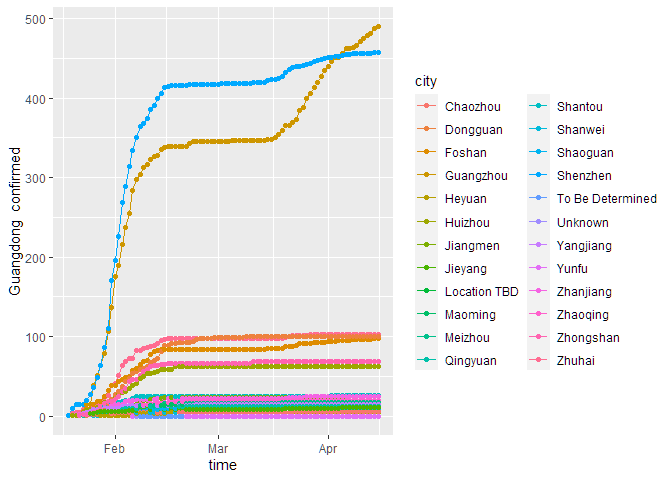 500
400
300
200
100
0
Guangdong confirmed
Feb
Mar
Apr
time
city
Chaozhou
Dongguan
Foshan
Guangzhou
Heyuan
Huizhou
Jiangmen
Jieyang
Location TBD
Maoming
Meizhou
Qingyuan
Shantou
Shanwei
Shaoguan
Shenzhen
To Be Determined
Unknown
Yangjiang
Yunfu
Zhanjiang
Zhaoqing
Zhongshan
Zhuhai